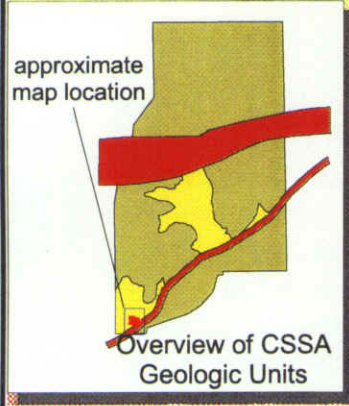 approximate
map location
Overview of CSSA
Geologic Units